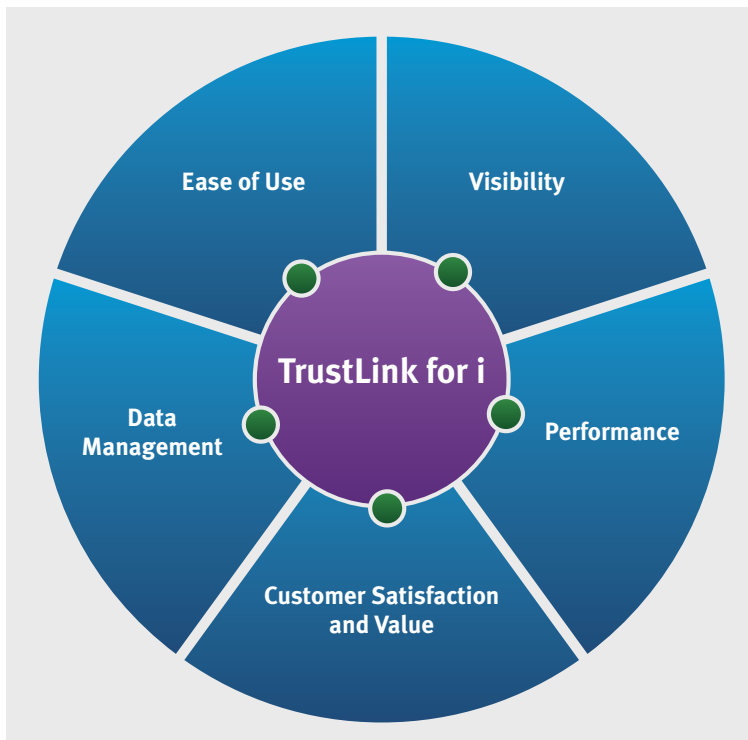 Ease of Use
Visibility
TrustLink for i
Data
Management
Performance
Customer Satisfaction
and Value